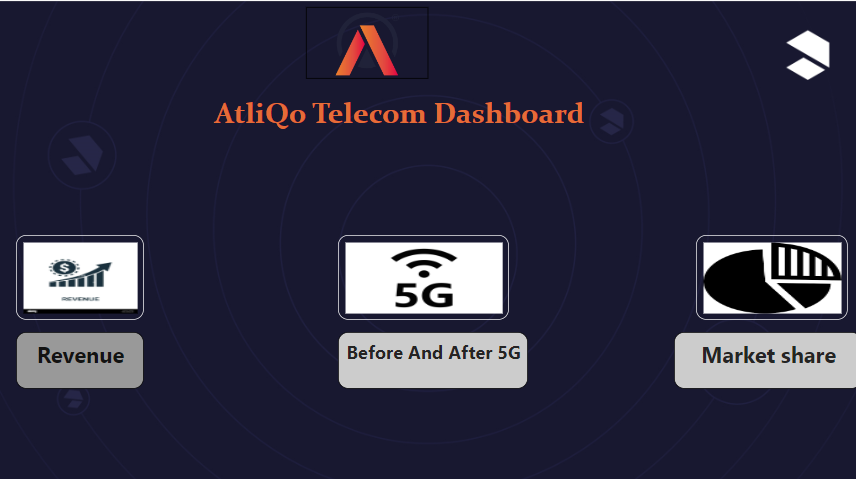 AtliQo Telecom Dashboard
REVENUE
5G
Revenue
Before And After 5G
Market share